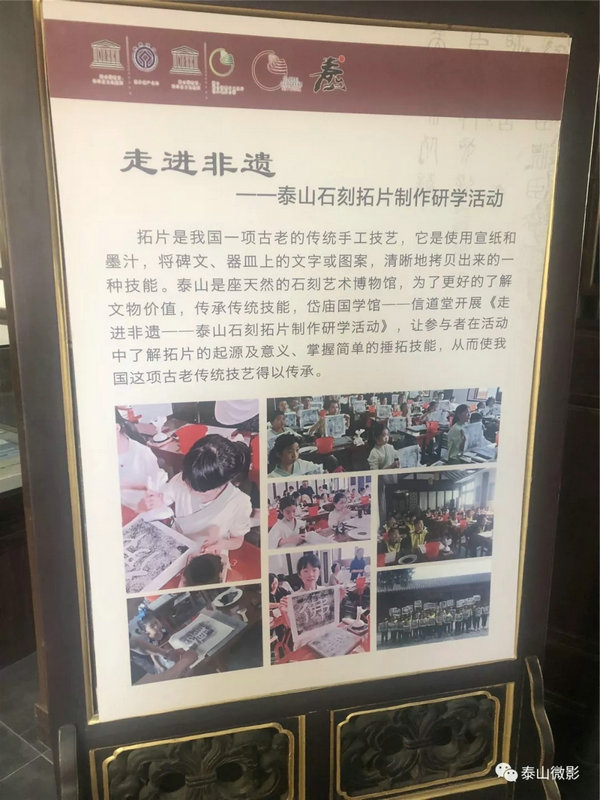 泰
走进非遗
——泰山石刻拓片制作研学活动
拓片是我国一项古老的传统手工技艺，它是使用宣纸和
墨汁，将碑文、器皿上的文字或图案，清晰地拷贝出来的一
种技能。泰山是座天然的石刻艺术博物馆，为了更好的了解
文物价值，传承传统技能，岱庙国学馆——信道堂开展《走
进非遗——泰山石刻拓片制作研学活动》，让参与者在活动
中了解拓片的起源及意义、掌握简单的捶拓技能，从而使我
国这项古老传统技艺得以传承。
泰山微影